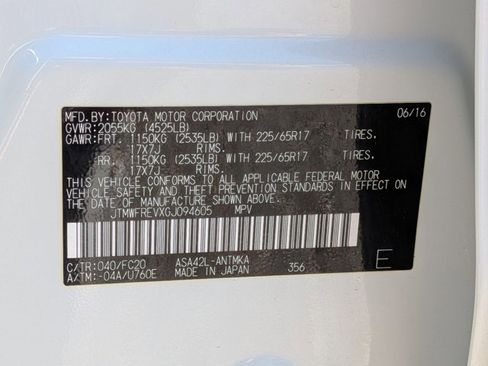 MFD.BY:TOYOTA MOTOR CORPORATION 06/16
GVWR:2055KG (4525LB)
GAWR:FRT. 1150KG (2535LB) WITH 225/65R17 TIRES,
17X7J RIMS.
RR. 1150KG (2535LB) WITH 225/65R17 TIRES,
17X7J RIMS.
THIS VEHICLE CONFORMS TO ALL APPLICABLE FEDERAL MOTOR
VEHICLE SAFETY AND THEFT PREVENTION STANDARDS IN EFFECT
ON THE DATE OF MANUFACTURE SHOWN ABOVE.
JTMWFREVXGJ094605 MPV
C/TR:040/FC20 ASA42L-ANTMKA
A/TM:-04A/U760E MADE IN JAPAN 356 E